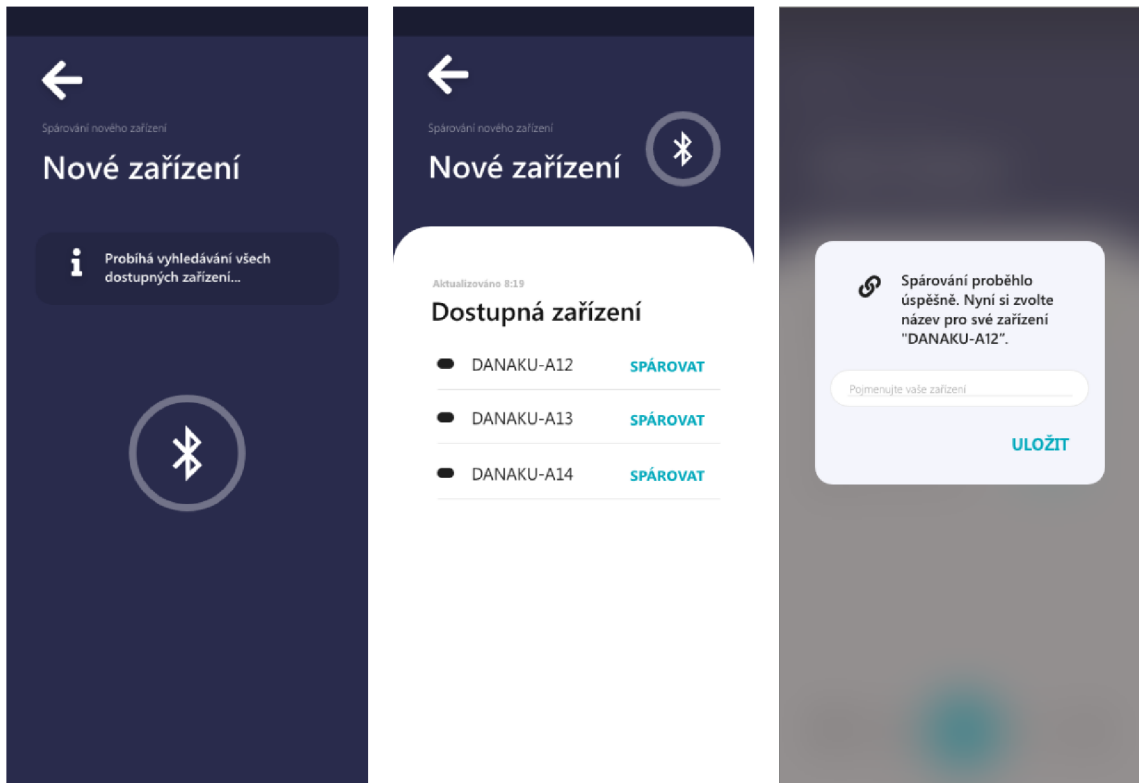 Spárování nového zařízení
Nové zařízení
Probíhá vyhledávání všech
dostupných zařízení...
Spárování nového zařízení
Nové zařízení
Aktualizováno 8:19
Dostupná zařízení
DANAKU-A12 SPÁROVAT
DANAKU-A13 SPÁROVAT
DANAKU-A14 SPÁROVAT
Spárování proběhlo
úspěšně. Nyní si zvolte
název pro své zařízení
"DANAKU-A12".
Pojmenujte vaše zařízení
ULOŽIT